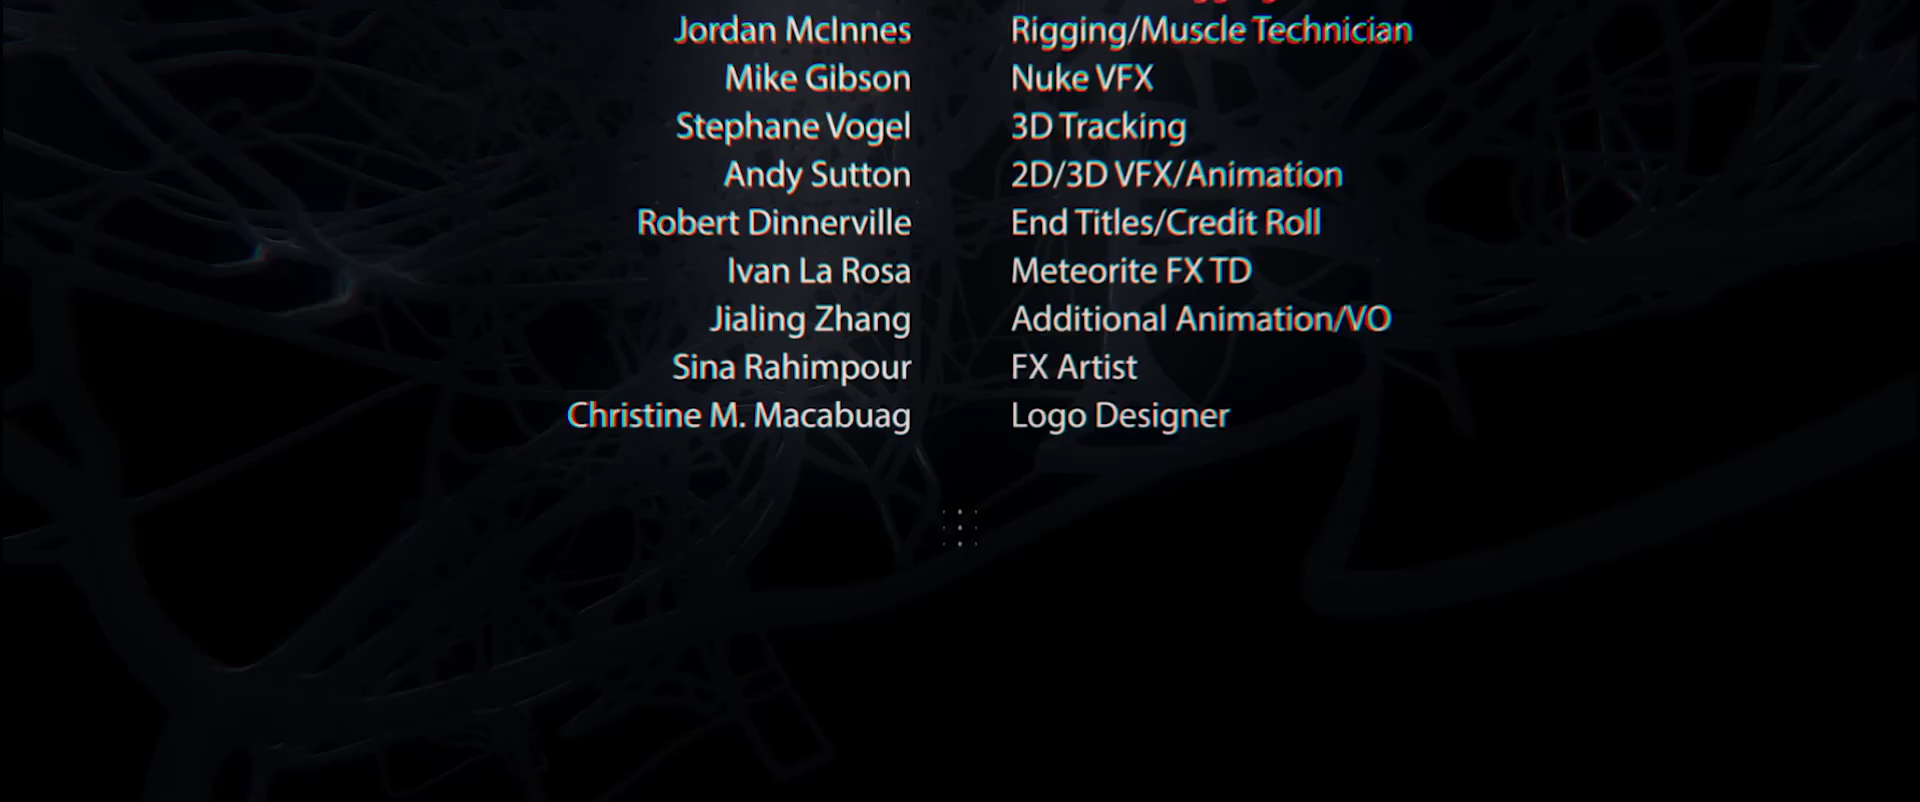 Jordan McInnes Rigging/Muscle Technician
Mike Gibson Nuke VFX
Stephane Vogel 3D Tracking
Andy Sutton 2D/3D VFX/Animation
Robert Dinnerville End Titles/Credit Roll
Ivan La Rosa Meteorite FX TD
Jialing Zhang Additional Animation/VO
Sina Rahimpour FX Artist
Christine M. Macabuag Logo Designer